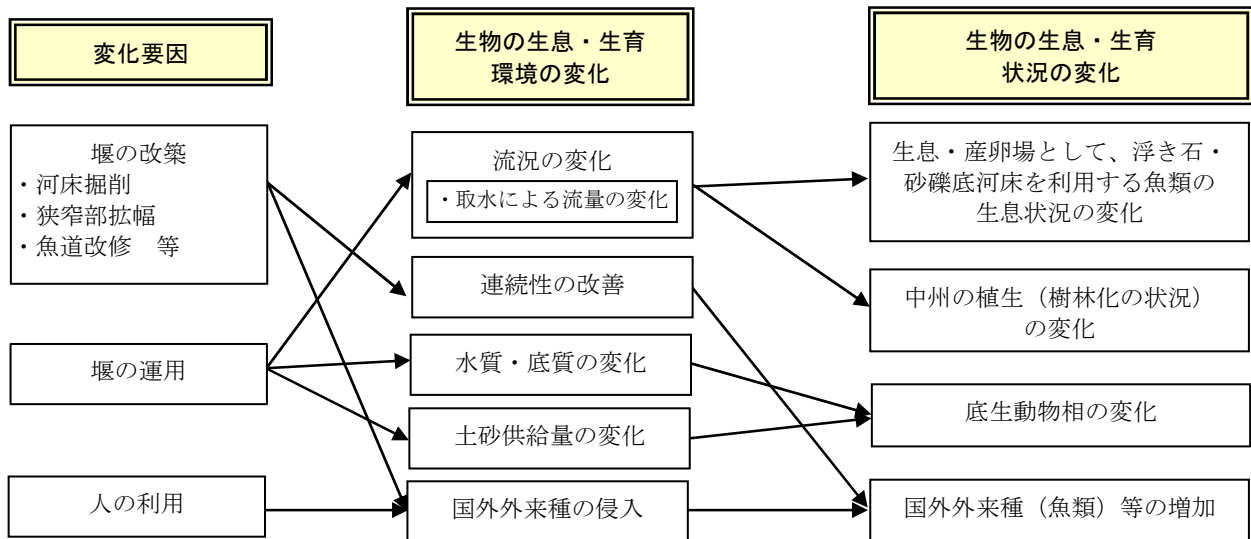 変化要因
堰の改築
・河床掘削
・狭窄部拡幅
・魚道改修　等
堰の運用
人の利用
生物の生息・生育
環境の変化
流況の変化
・取水による流量の変化
連続性の改善
水質・底質の変化
土砂供給量の変化
国外外来種の侵入
生物の生息・生育
状況の変化
生息・産卵場として、浮き石・
砂礫底河床を利用する魚類の
生息状況の変化
中州の植生（樹林化の状況）
の変化
底生動物相の変化
国外外来種（魚類）等の増加